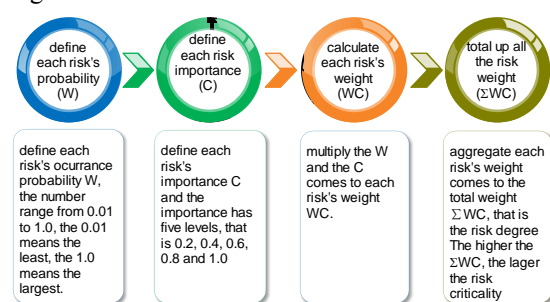 define
each risk's
probability
(W)
define
each risk
importance
(C)
calculate
each risk's
weight
(WC)
total up all
the risk
weight
(ΣWC)
define each
risk's ocurrance
probability W,
the number
range from 0.01
to 1.0, the 0.01
means the
least, the 1.0
means the
largest.
define each
risk's
importance C
and the
importance has
five levels, that
is 0.2, 0.4, 0.6,
0.8 and 1.0
multiply the W
and the C
comes to each
risk's weight
WC.
aggregate each
risk's weight
comes to the
total weight
ΣWC, that is
the risk degree
The higher the
ΣWC, the lager
the risk
criticality